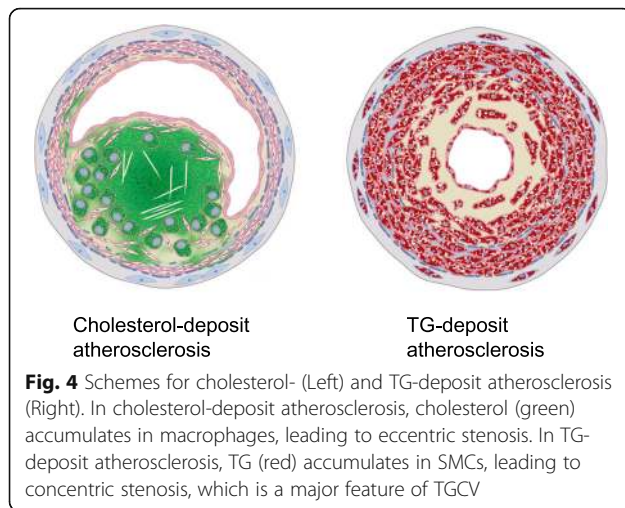 Cholesterol-deposit
atherosclerosis
TG-deposit
atherosclerosis
Fig. 4 Schemes for cholesterol- (Left) and TG-deposit atherosclerosis
(Right). In cholesterol-deposit atherosclerosis, cholesterol (green)
accumulates in macrophages, leading to eccentric stenosis. In TG-
deposit atherosclerosis, TG (red) accumulates in SMCs, leading to
concentric stenosis, which is a major feature of TGCV